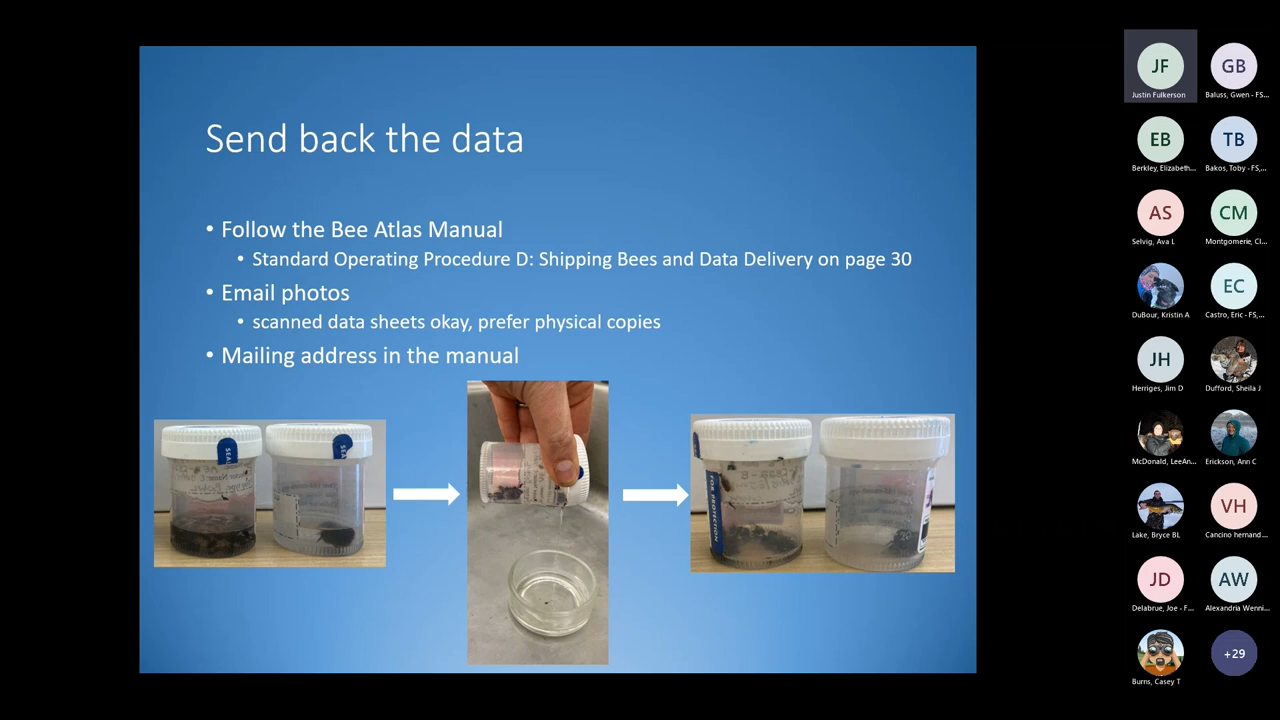 Send back the data
• Follow the Bee Atlas Manual
• Standard Operating Procedure D: Shipping Bees and Data Delivery on page 30
• Email photos
• scanned data sheets okay, prefer physical copies
• Mailing address in the manual
SEAL
FOR PROTECTION
JF
Justin Fulkerson
GB
Baluss, Gwen - FS...
EB
Berkley, Elizabeth...
TB
Bakos, Toby - FS,...
AS
Selvig, Ava L
CM
Montgomerie, Cl...
DuBour, Kristin A
EC
Castro, Eric - FS,...
JH
Herriges, Jim D
Dufford, Sheila J
McDonald, LeeAn...
Erickson, Ann C
Lake, Bryce BL
VH
Cancino hernand...
JD
Delabrue, Joe - F...
AW
Alexandria Wenni...
Burns, Casey T
+29